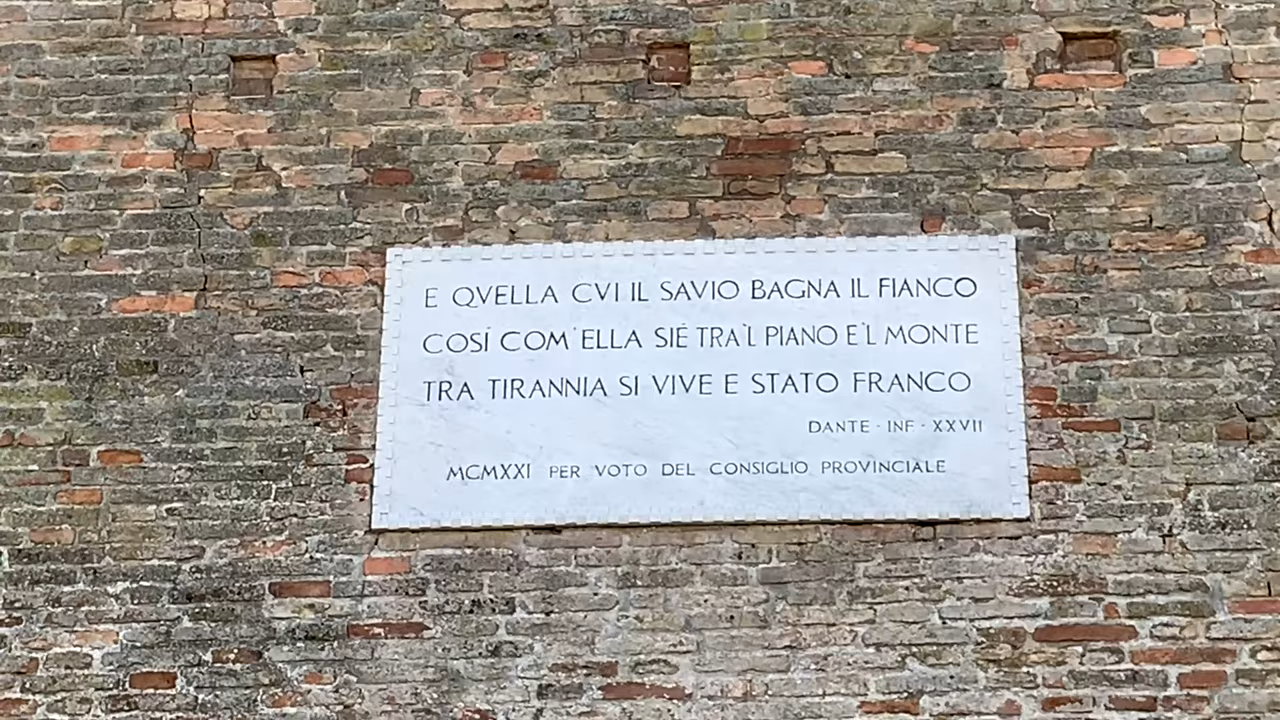 E QVELLA CVI IL SAVIO BAGNA IL FIANCO
COSÍ COM'ELLA SIÉ TRA'L PIANO E'L MONTE
TRA TIRANNIA SI VIVE E STATO FRANCO
DANTE · INF · XXVII
MCMXXI PER VOTO DEL CONSIGLIO PROVINCIALE